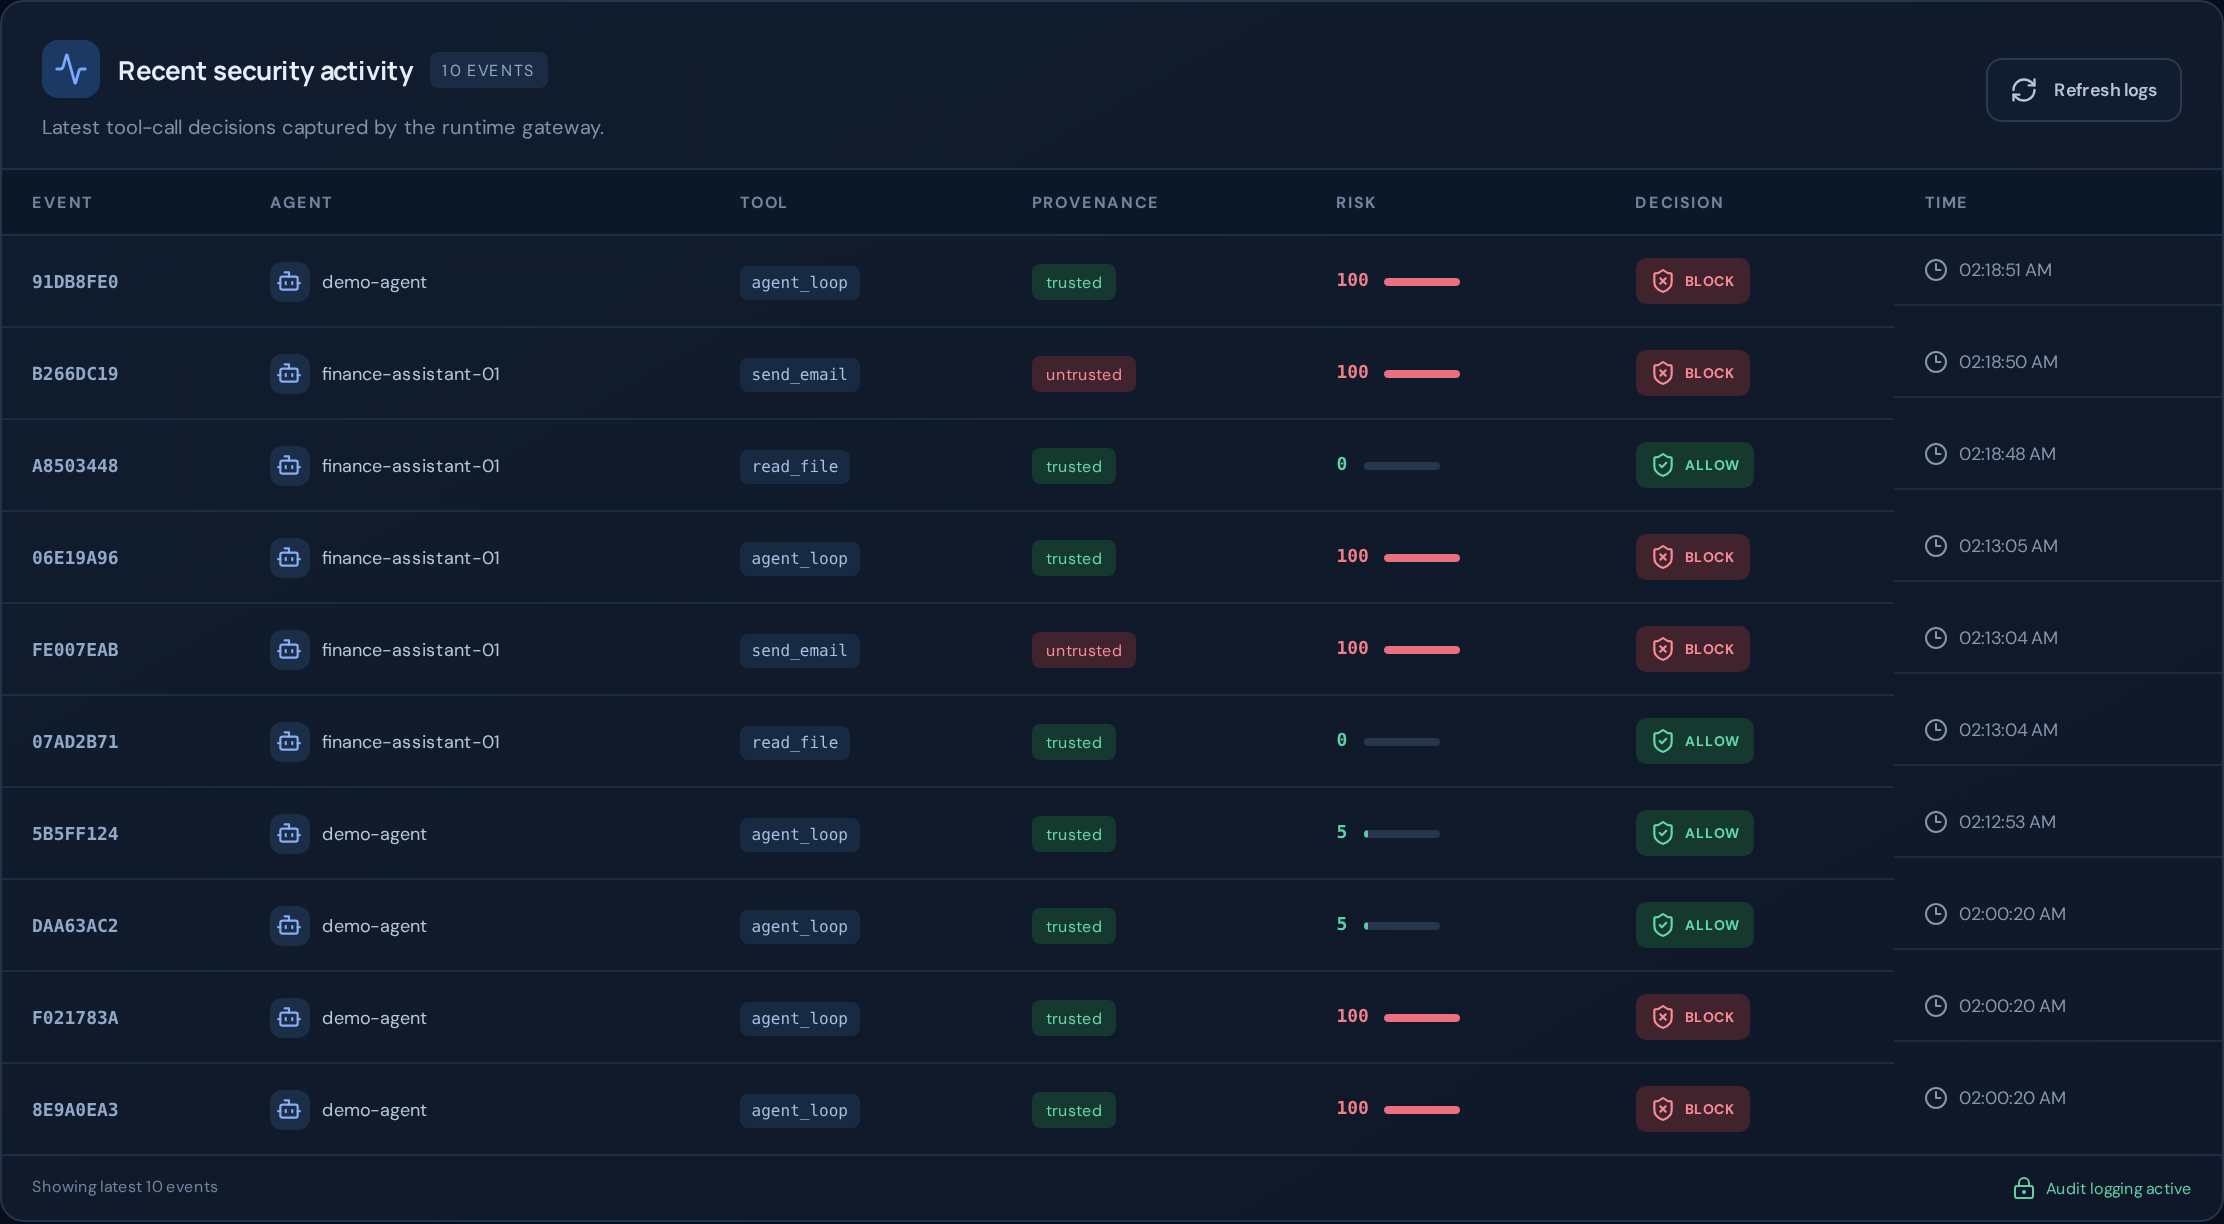 Recent security activity 10 EVENTS
Refresh logs
Latest tool-call decisions captured by the runtime gateway.
EVENT AGENT TOOL PROVENANCE RISK DECISION TIME
91DB8FE0 demo-agent agent_loop trusted 100 BLOCK 02:18:51 AM
B266DC19 finance-assistant-01 send_email untrusted 100 BLOCK 02:18:50 AM
A8503448 finance-assistant-01 read_file trusted 0 ALLOW 02:18:48 AM
06E19A96 finance-assistant-01 agent_loop trusted 100 BLOCK 02:13:05 AM
FE007EAB finance-assistant-01 send_email untrusted 100 BLOCK 02:13:04 AM
07AD2B71 finance-assistant-01 read_file trusted 0 ALLOW 02:13:04 AM
5B5FF124 demo-agent agent_loop trusted 5 ALLOW 02:12:53 AM
DAA63AC2 demo-agent agent_loop trusted 5 ALLOW 02:00:20 AM
F021783A demo-agent agent_loop trusted 100 BLOCK 02:00:20 AM
8E9A0EA3 demo-agent agent_loop trusted 100 BLOCK 02:00:20 AM
Showing latest 10 events
Audit logging active